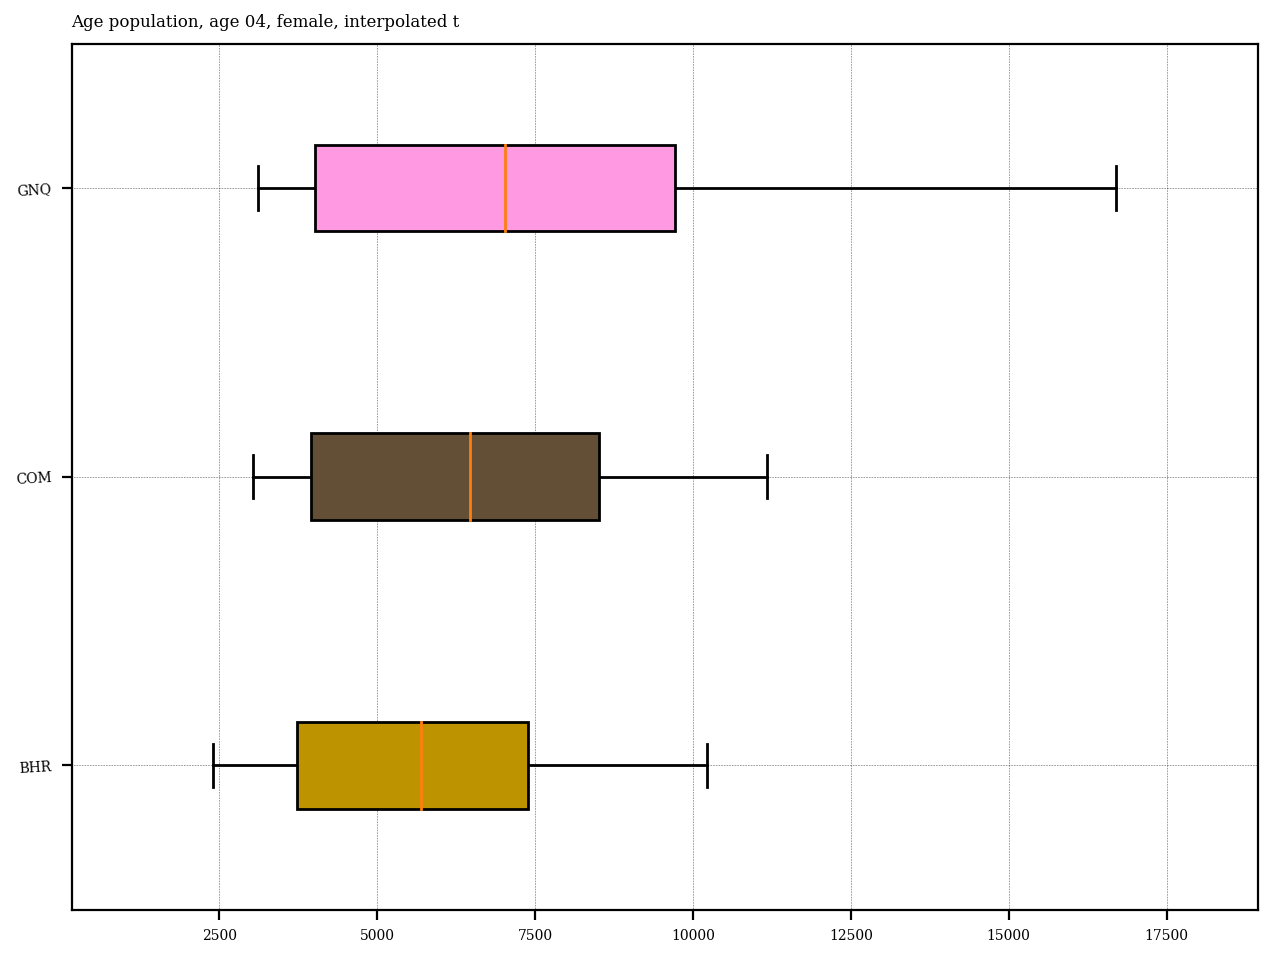 Age population, age 04, female, interpolated t
GNQ
COM
BHR
2500 5000 7500 10000 12500 15000 17500